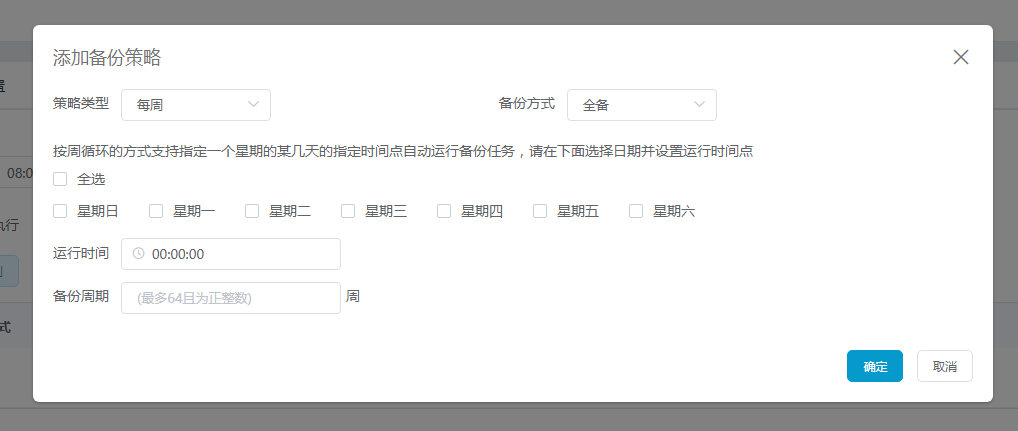 添加备份策略
置
策略类型 每周 备份方式 全备
按周循环的方式支持指定一个星期的某几天的指定时间点自动运行备份任务，请在下面选择日期并设置运行时间点
08:0 全选
星期日 星期一 星期二 星期三 星期四 星期五 星期六
执行
运行时间 00:00:00
备份周期 (最多64且为正整数) 周
式
确定 取消